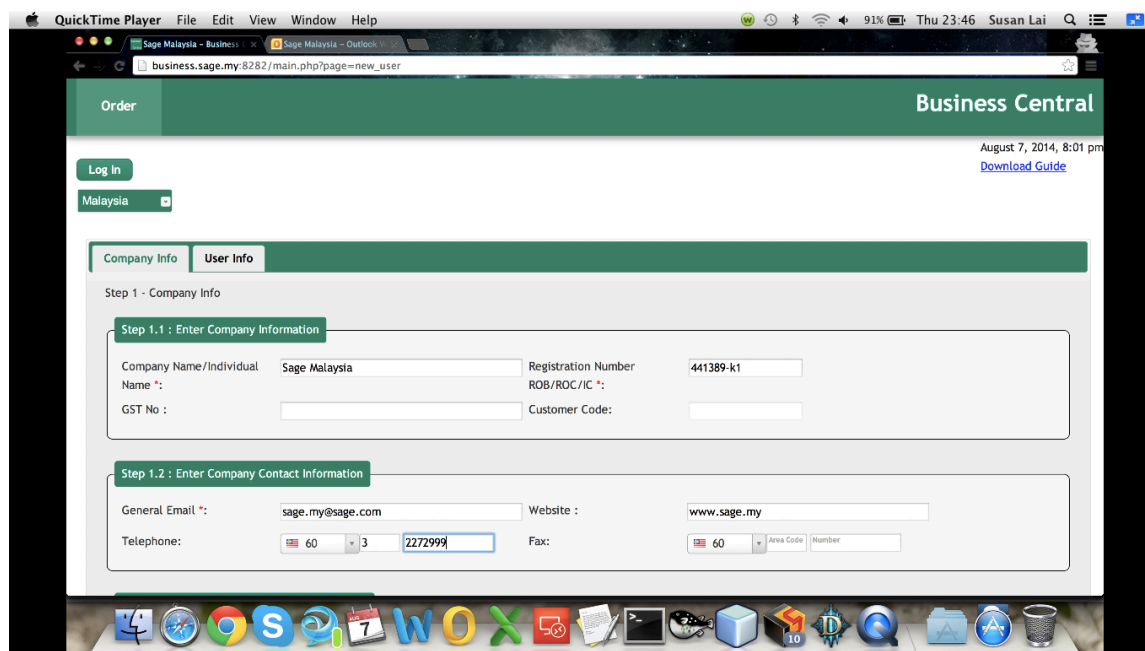 QuickTime Player File Edit View Window Help 91% Thu 23:46 Susan Lai
Sage Malaysia – Business Sage Malaysia – Outlook
business.sage.my:8282/main.php?page=new_user
Order Business Central
August 7, 2014, 8:01 pm
Log In Download Guide
Malaysia
Company Info User Info
Step 1 - Company Info
Step 1.1 : Enter Company Information
Company Name/Individual Name *: Sage Malaysia Registration Number ROB/ROC/IC *: 441389-k1
GST No : Customer Code:
Step 1.2 : Enter Company Contact Information
General Email *: sage.my@sage.com Website : www.sage.my
Telephone: 60 3 2272999 Fax: 60 Area Code Number
AUG 7 10